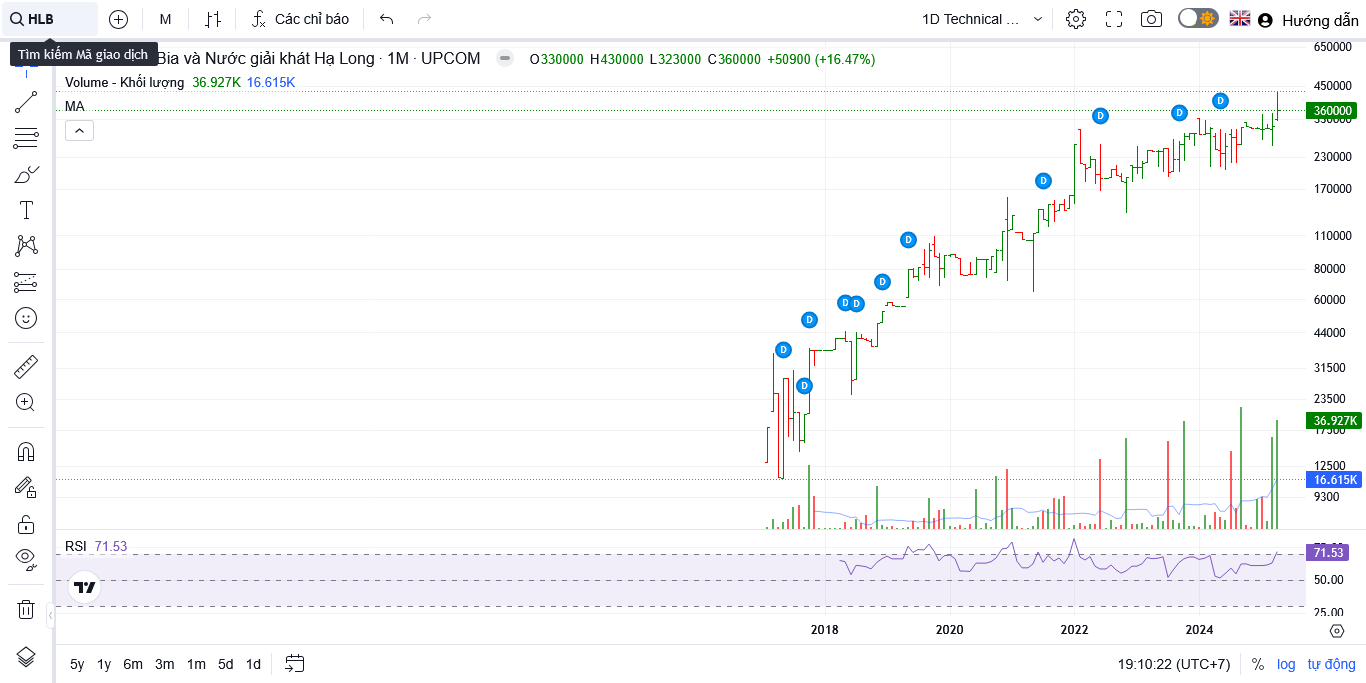 HLB
M
Các chỉ báo
1D Technical ...
Hướng dẫn
Tìm kiếm Mã giao dịch
Bia và Nước giải khát Hạ Long · 1M · UPCOM
O330000 H430000 L323000 C360000 +50900 (+16.47%)
Volume - Khối lượng 36.927K 16.615K
MA
D
D
D
D
D
D
D
D
D
D
D
650000
450000
360000
330000
230000
170000
110000
80000
60000
44000
31500
23500
36.927K
17500
12500
16.615K
9300
RSI 71.53
71.53
50.00
25.00
2018 2020 2022 2024
5y 1y 6m 3m 1m 5d 1d
19:10:22 (UTC+7) % log tự động